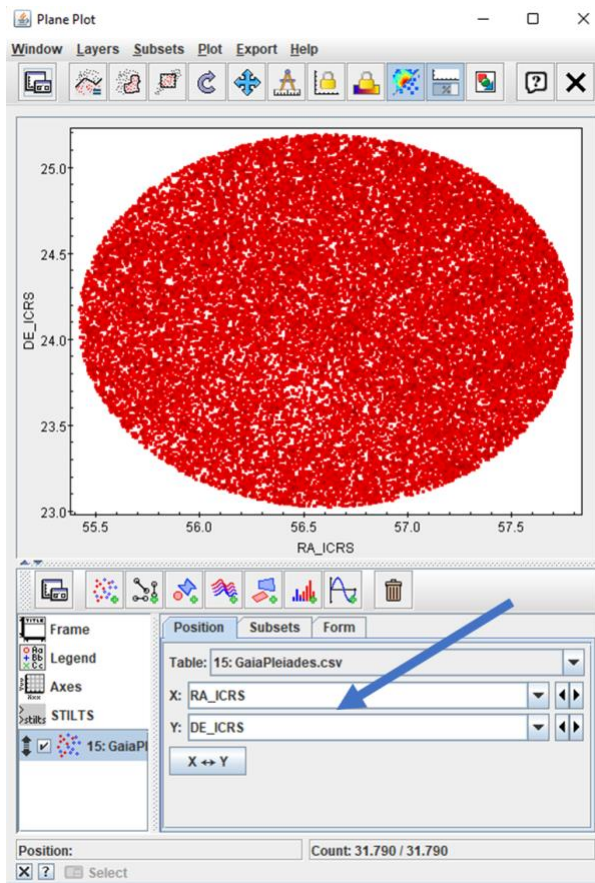 Plane Plot
Window Layers Subsets Plot Export Help
25.0
24.5
24.0
23.5
23.0
DE_ICRS
55.5 56.0 56.5 57.0 57.5
RA_ICRS
Frame
Legend
Axes
STILTS
15: GaiaPl
Position Subsets Form
Table: 15: GaiaPleiades.csv
X: RA_ICRS
Y: DE_ICRS
X ↔ Y
Position:
Count: 31.790 / 31.790
Select